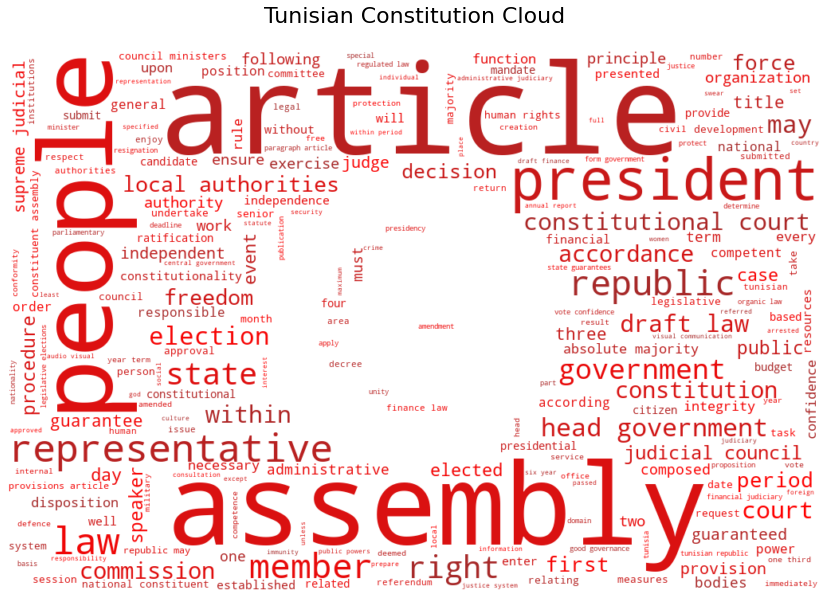 Tunisian Constitution Cloud
council ministers
upon
position
following
committee
special
regulated law
individual
function
mandate
administrative judiciary
principle
presented
number
justice
force
organization
supreme judicial
institutions
people
representation
article
general
submit
minister
specified
resignation
enjoy
legal
protection
free
will
majority
human rights
creation
full
swear
set
title
provide
may
civil
development
protect
country
respect
candidate
rule
without
paragraph article
within period
place
draft finance
form government
national
submitted
authorities
ensure
exercise
judge
decision
return
annual report
determine
president
local authorities
authority
independence
undertake
senior
security
statute
deadline
work
constituent assembly
parliamentary
ratification
independent
event
publication
presidency
must
crime
constitutional court
financial
women
term
every
accordance
competent
state guarantees
case
tunisian
take
conformity
least
central government
constitutionality
council
freedom
maximum
four
republic
organic law
legislative
resources
order
responsible
month
area
amendment
vote confidence
referred
result
draft law
based
arrested
procedure
legislative elections
nationality
audio visual
election
approval
apply
three
visual communication
absolute majority
public
year term
person
social
state
interest
decree
government
budget
god
constitutional
amended
unity
part
constitution
confidence
approved
guarantee
human
culture
issue
within
finance law
according
citizen
integrity
year
head
head government
task
judiciary
representative
presidential
service
judicial council
internal
day
speaker
military
necessary
administrative
consultation
except
elected
six year
passed
office
composed
proposition
vote
provisions article
disposition
competence
assembly
date
period
financial judiciary
foreign
defence
well
domain
two
request
court
system
law
republic may
one
immunity
unless
public powers
deemed
local
information
good governance
tunisia
guaranteed
power
basis
responsibility
commission
member
prepare
right
enter
first
tunisian republic
one third
provision
session
national constituent
established
related
referendum
justice system
relating
measures
bodies
immediately